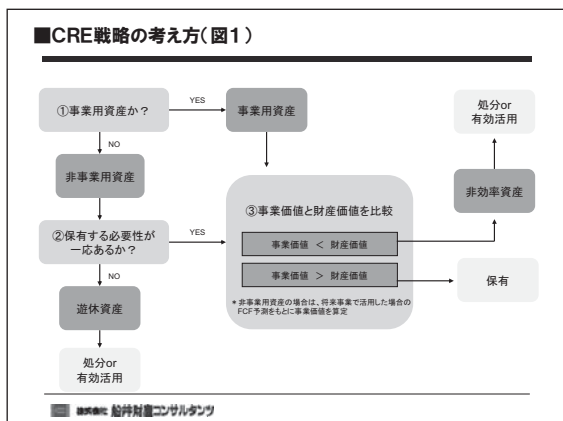 ■CRE戦略の考え方(図1)
①事業用資産か?
YES
事業用資産
NO
非事業用資産
②保有する必要性が
一応あるか?
YES
NO
遊休資産
処分or
有効活用
③事業価値と財産価値を比較
事業価値 < 財産価値
事業価値 > 財産価値
*非事業用資産の場合は、将来事業で活用した場合の
FCF予測をもとに事業価値を算定
処分or
有効活用
非効率資産
保有
株式会社 船井財産コンサルタンツ